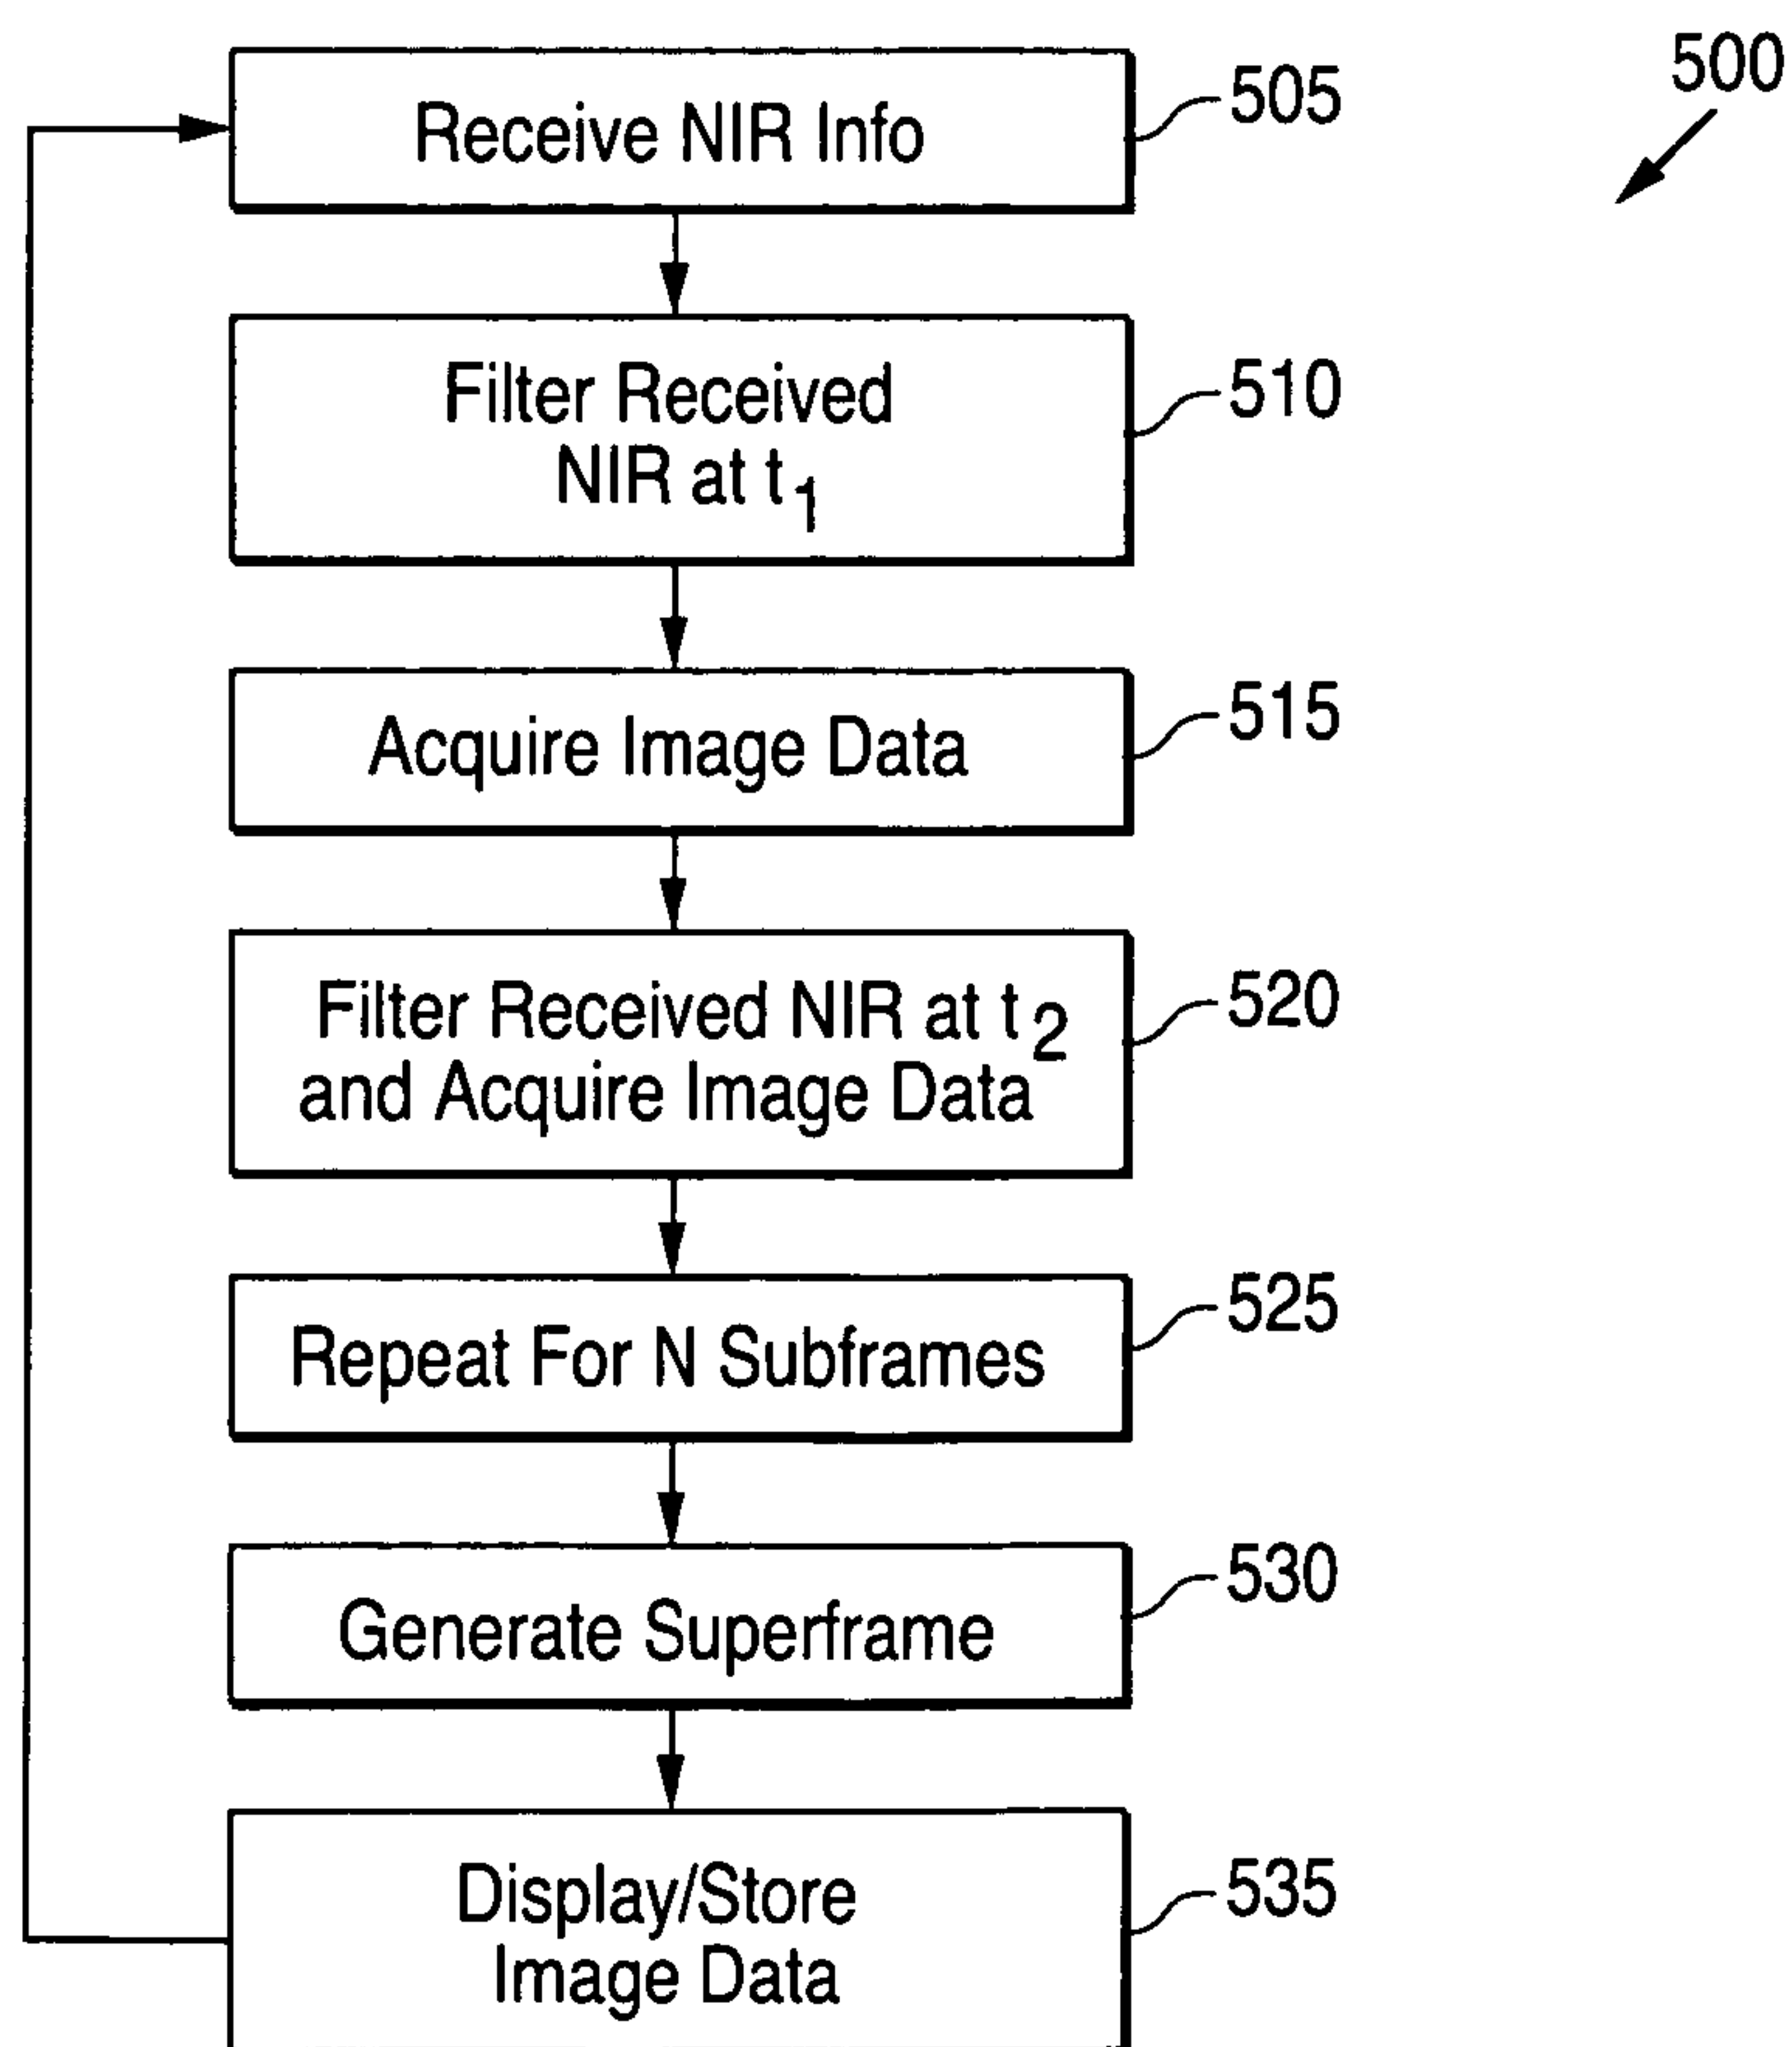 500
Receive NIR Info
505
Filter Received
NIR at t1
510
Acquire Image Data
515
Filter Received NIR at t2
and Acquire Image Data
520
Repeat For N Subframes
525
Generate Superframe
530
Display/Store
Image Data
535